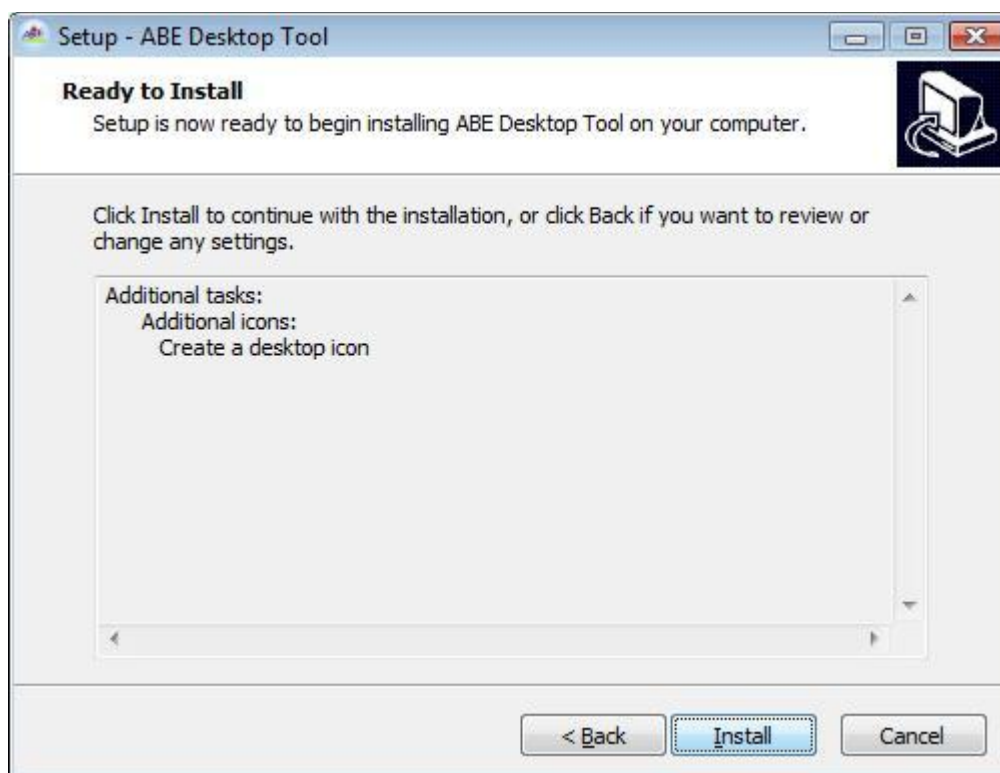 Setup - ABE Desktop Tool
Ready to Install
Setup is now ready to begin installing ABE Desktop Tool on your computer.
Click Install to continue with the installation, or click Back if you want to review or
change any settings.
Additional tasks:
Additional icons:
Create a desktop icon
< Back
Install
Cancel